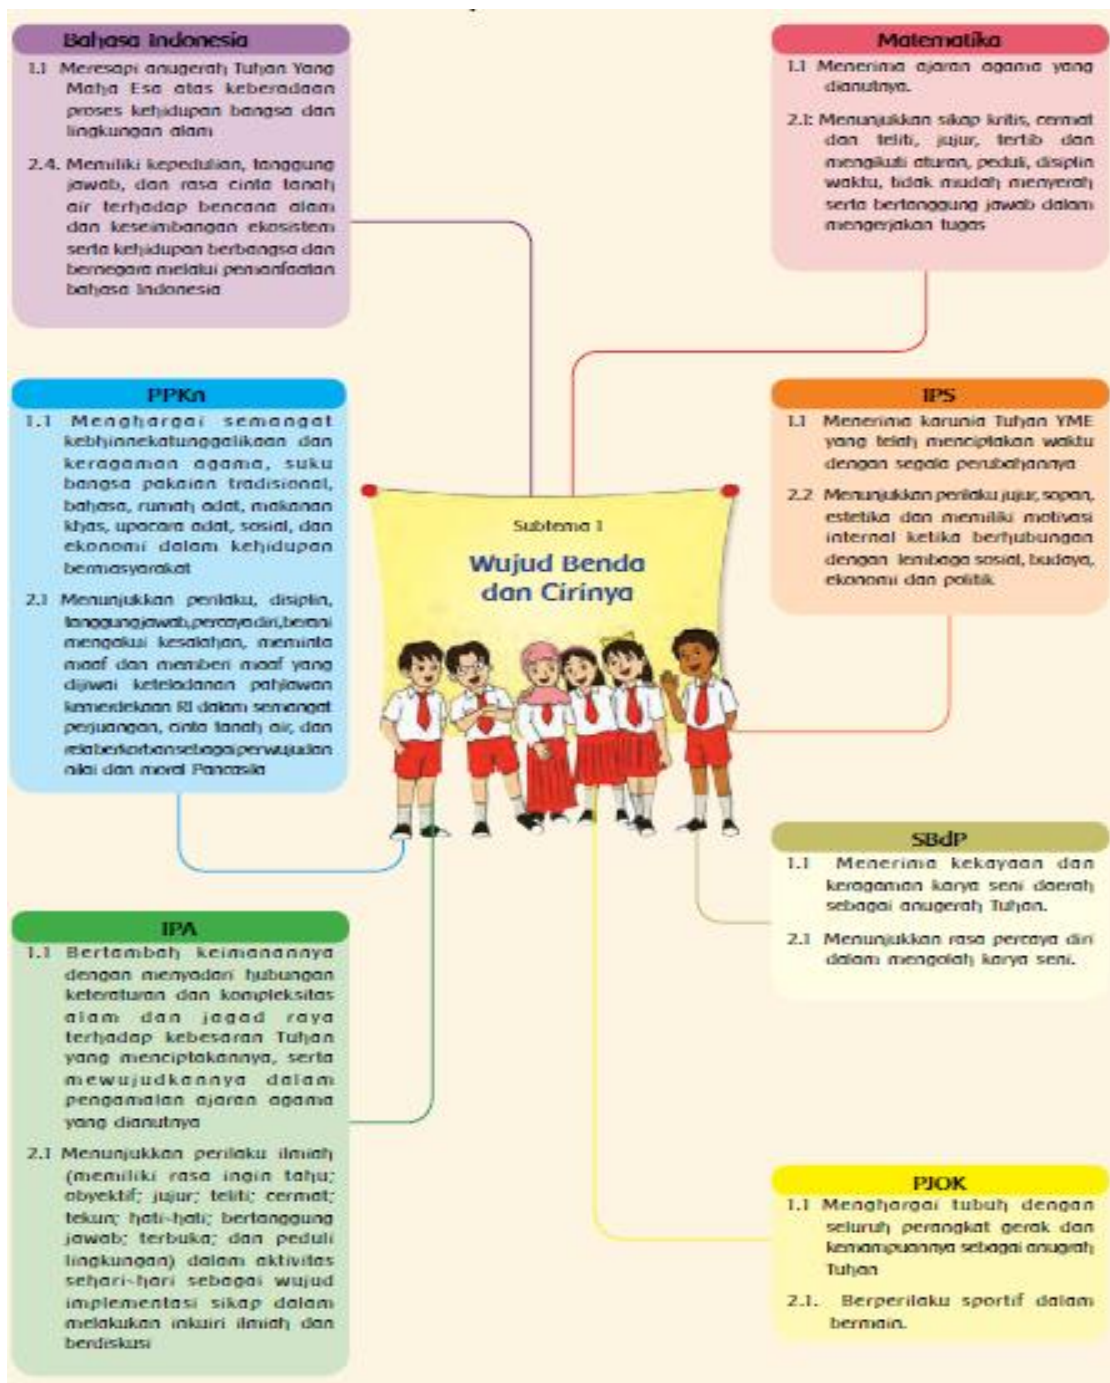 Bahasa Indonesia
1.1 Meresapi anugerah Tuhan Yang
Maha Esa atas keberadaan
proses kehidupan bangsa dan
lingkungan alam
2.4. Memiliki kepedulian, tanggung
jawab, dan rasa cinta tanah
air terhadap bencana alam
dan keseimbangan ekosistem
serta kehidupan berbangsa dan
bernegara melalui pemanfaatan
bahasa Indonesia
Matematika
1.1 Menerima ajaran agama yang
dianutnya.
2.1: Menunjukkan sikap kritis, cermat
dan teliti, jujur, tertib dan
mengikuti aturan, peduli, disiplin
waktu, tidak mudah menyerah
serta bertanggung jawab dalam
mengerjakan tugas
PPKn
1.1 Menghargai semangat
kebhinnekatunggalikaan dan
keragaman agama, suku
bangsa pakaian tradisional,
bahasa, rumah adat, makanan
khas, upacara adat, sosial, dan
ekonomi dalam kehidupan
bermasyarakat
2.1 Menunjukkan perilaku, disiplin,
tanggung jawab, percaya diri, berani
mengakui kesalahan, meminta
maaf dan memberi maaf yang
dijiwai keteladanan pahlawan
kemerdekaan RI dalam semangat
perjuangan, cinta tanah air, dan
rela berkorban sebagai perwujudan
nilai dan moral Pancasila
IPS
1.1 Menerima karunia Tuhan YME
yang telah menciptakan waktu
dengan segala perubahannya
2.2 Menunjukkan perilaku jujur, sopan,
estetika dan memiliki motivasi
internal ketika berhubungan
dengan lembaga sosial, budaya,
ekonomi dan politik
Subtema 1
Wujud Benda
dan Cirinya
IPA
1.1 Bertambah keimanannya
dengan menyadari hubungan
keteraturan dan kompleksitas
alam dan jagad raya
terhadap kebesaran Tuhan
yang menciptakannya, serta
mewujudkannya dalam
pengamalan ajaran agama
yang dianutnya
2.1 Menunjukkan perilaku ilmiah
(memiliki rasa ingin tahu;
obyektif; jujur; teliti; cermat;
tekun; hati-hati; bertanggung
jawab; terbuka; dan peduli
lingkungan) dalam aktivitas
sehari-hari sebagai wujud
implementasi sikap dalam
melakukan inkuiri ilmiah dan
berdiskusi
SBdP
1.1 Menerima kekayaan dan
keragaman karya seni daerah
sebagai anugerah Tuhan.
2.1 Menunjukkan rasa percaya diri
dalam mengolah karya seni.
PJOK
1.1 Menghargai tubuh dengan
seluruh perangkat gerak dan
kemampuannya sebagai anugrah
Tuhan
2.1. Berperilaku sportif dalam
bermain.